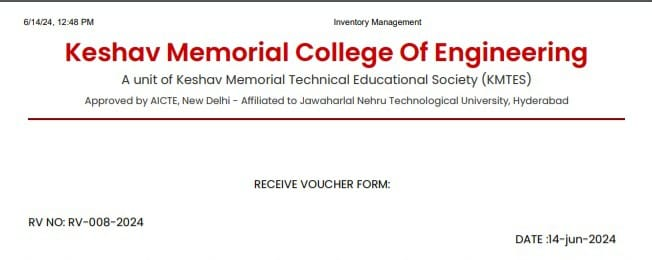 6/14/24, 12:48 PM Inventory Management
Keshav Memorial College Of Engineering
A unit of Keshav Memorial Technical Educational Society (KMTES)
Approved by AICTE, New Delhi - Affiliated to Jawaharlal Nehru Technological University, Hyderabad
RECEIVE VOUCHER FORM:
RV NO: RV-008-2024
DATE :14-jun-2024